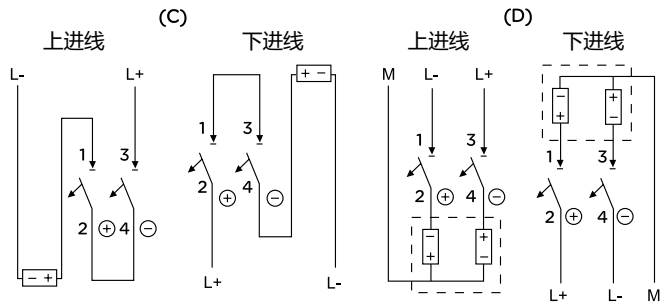 (C) (D)
上进线 下进线 上进线 下进线
L- L+ M L- L+
+ -
- +
+ -
1 3 1 3 1 3 1 3
2 + 4 - 2 + 4 - 2 + 4 - 2 + 4 -
- + + -
- + L+ L- L+ L- M